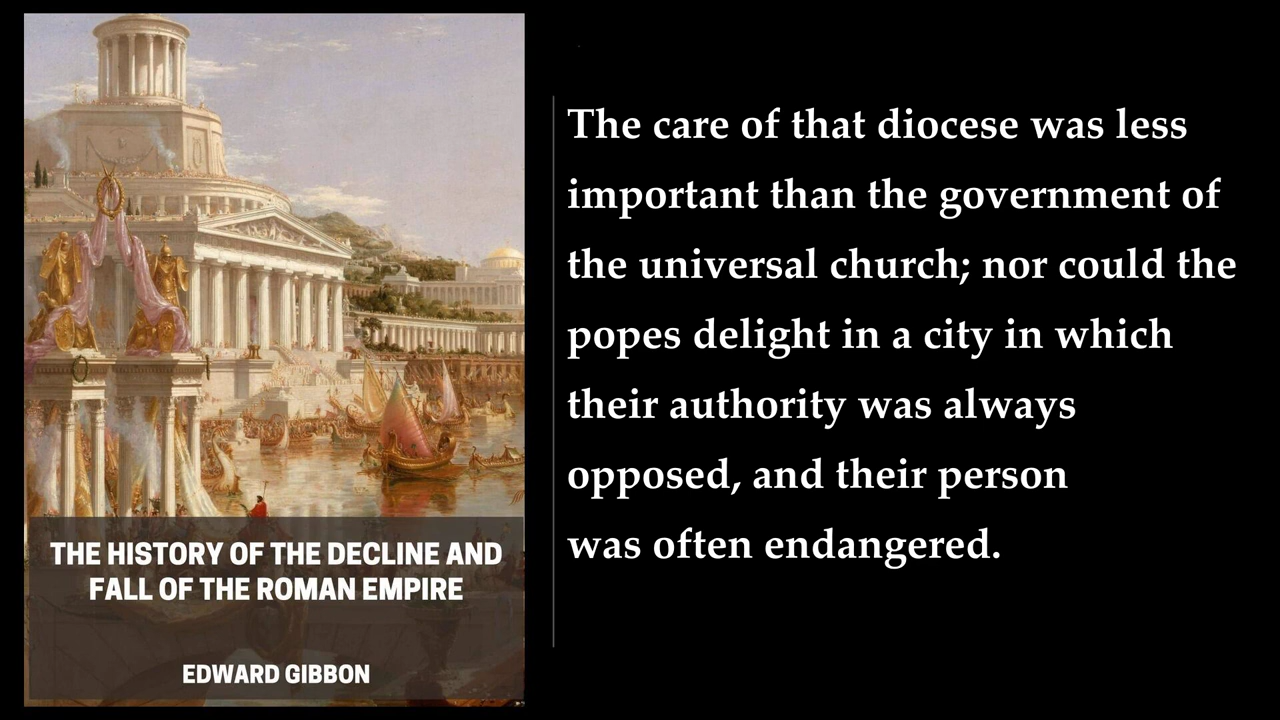 THE HISTORY OF THE DECLINE AND
FALL OF THE ROMAN EMPIRE
EDWARD GIBBON
The care of that diocese was less
important than the government of
the universal church; nor could the
popes delight in a city in which
their authority was always
opposed, and their person
was often endangered.